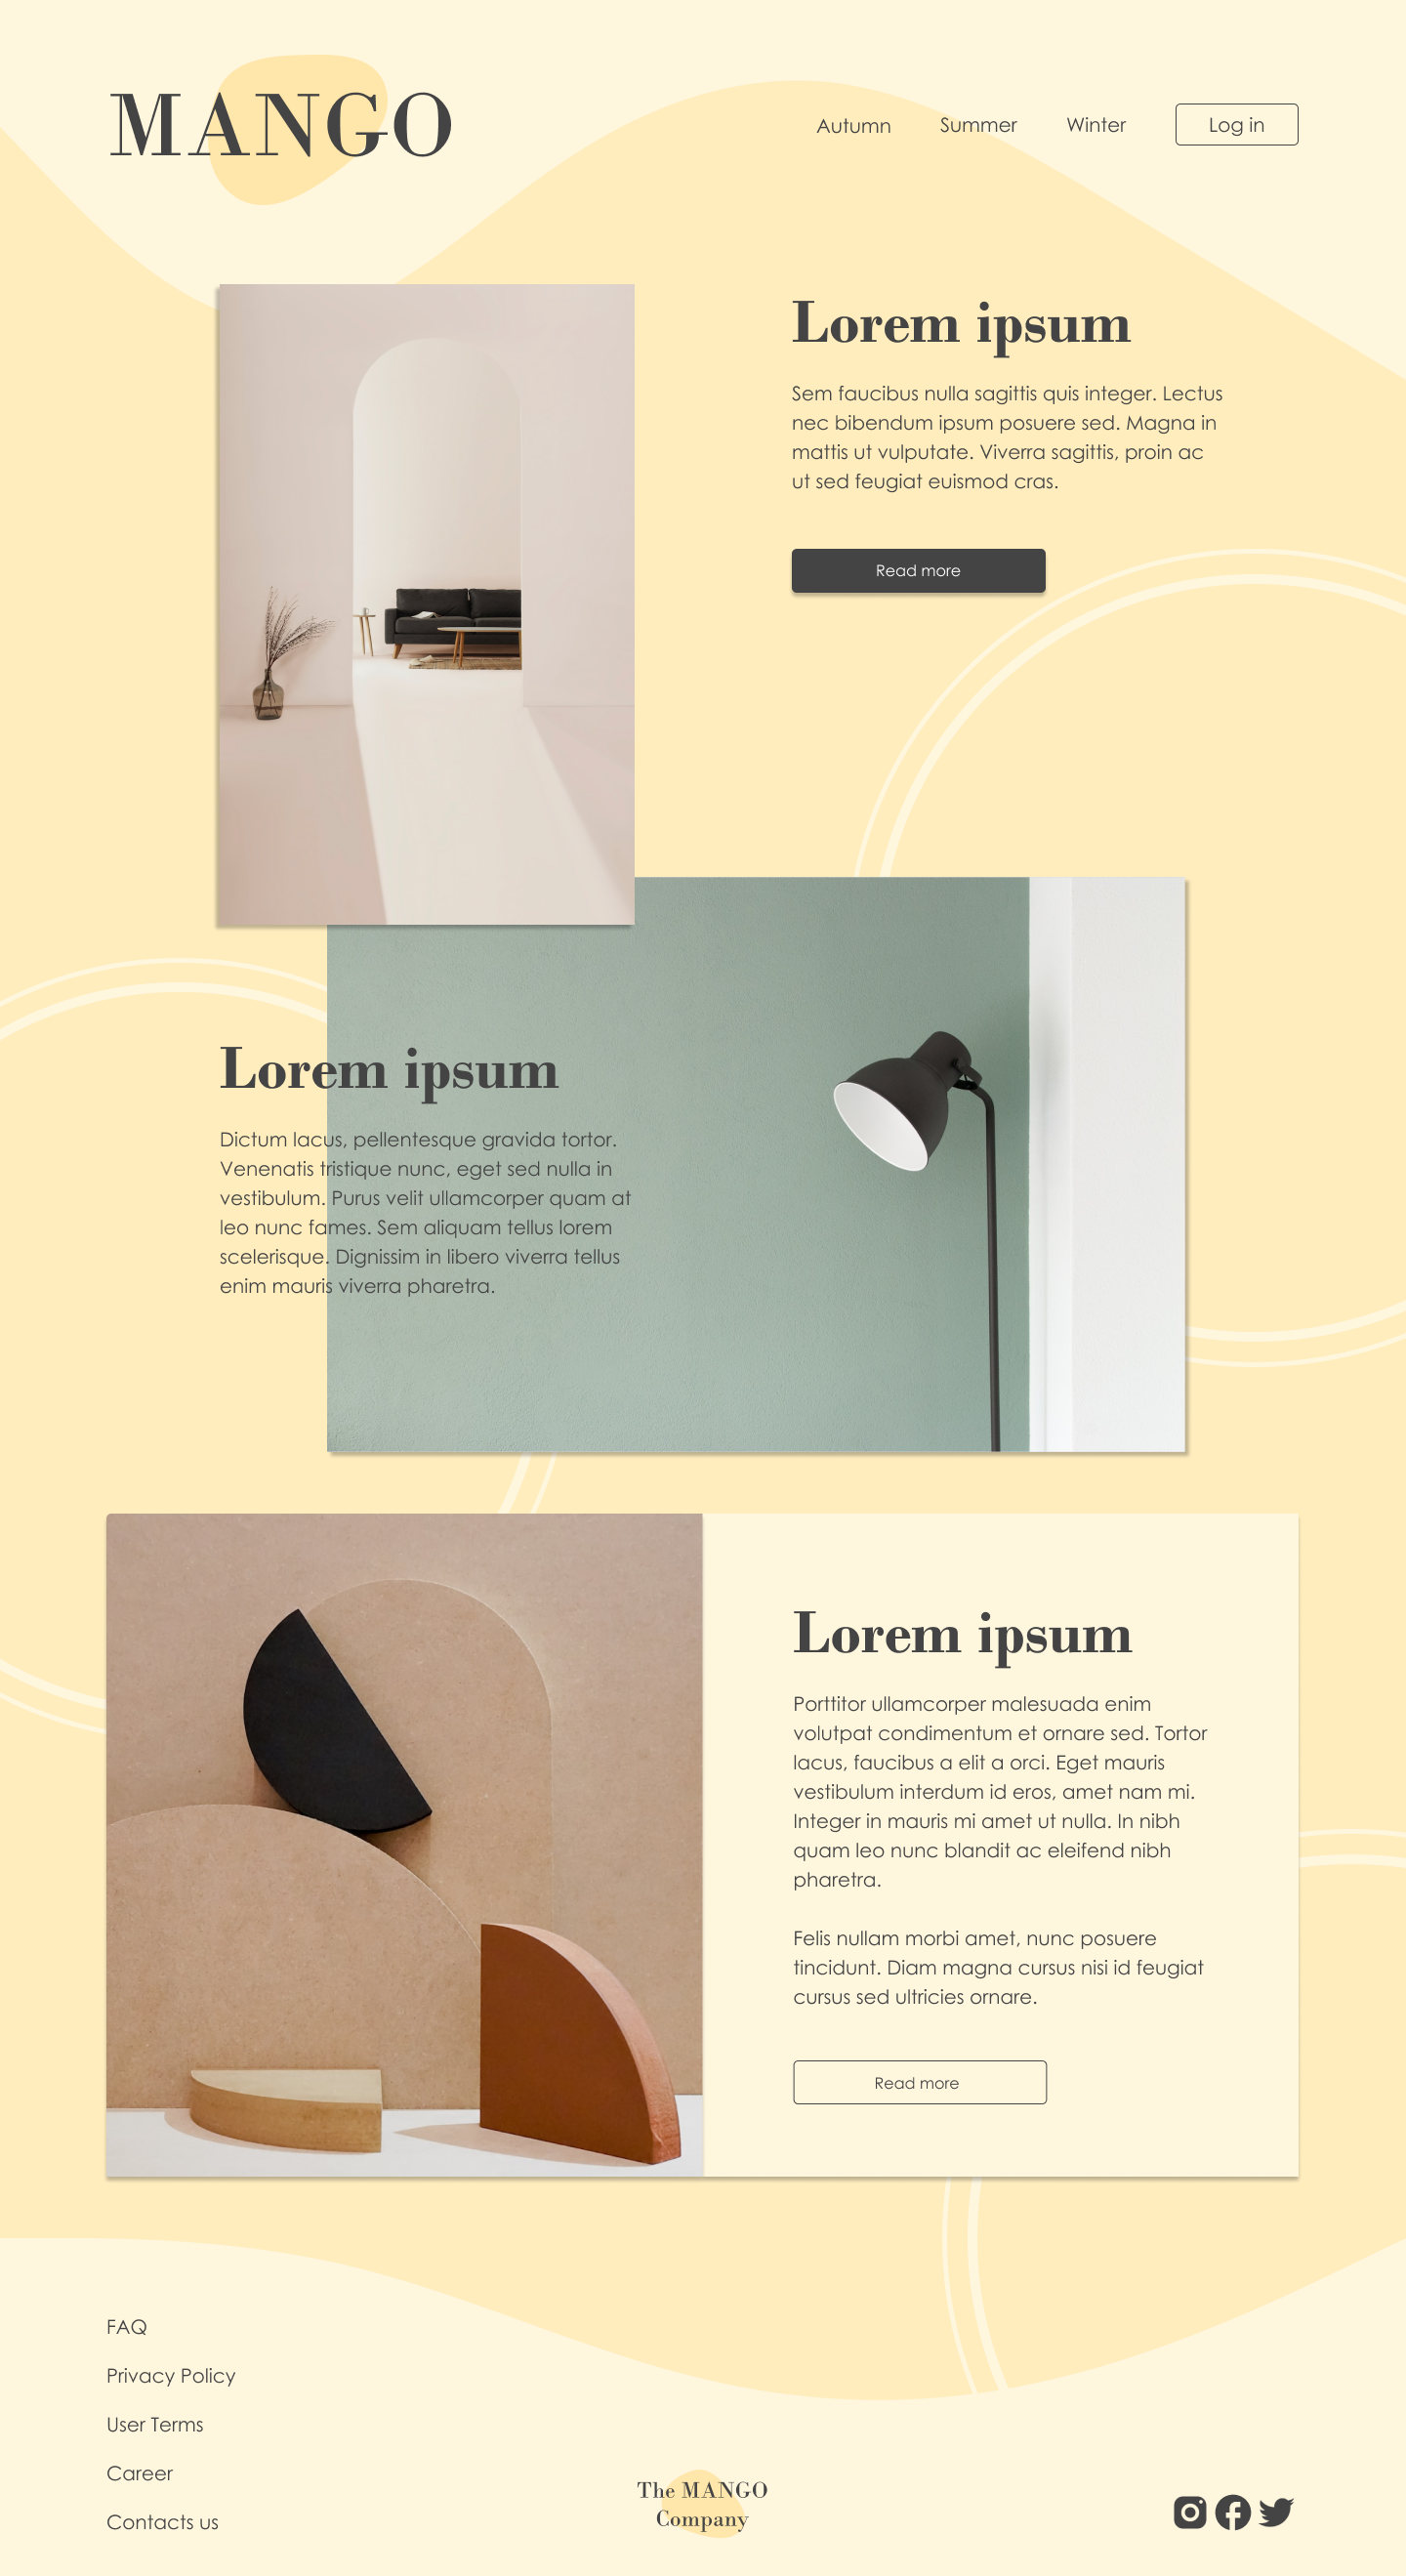 MANGO
Autumn
Summer
Winter
Log in
Lorem ipsum
Sem faucibus nulla sagittis quis integer. Lectus
nec bibendum ipsum posuere sed. Magna in
mattis ut vulputate. Viverra sagittis, proin ac
ut sed feugiat euismod cras.
Read more
Lorem ipsum
Dictum lacus, pellentesque gravida tortor.
Venenatis tristique nunc, eget sed nulla in
vestibulum. Purus velit ullamcorper quam at
leo nunc fames. Sem aliquam tellus lorem
scelerisque. Dignissim in libero viverra tellus
enim mauris viverra pharetra.
Lorem ipsum
Porttitor ullamcorper malesuada enim
volutpat condimentum et ornare sed. Tortor
lacus, faucibus a elit a orci. Eget mauris
vestibulum interdum id eros, amet nam mi.
Integer in mauris mi amet ut nulla. In nibh
quam leo nunc blandit ac eleifend nibh
pharetra.
Felis nullam morbi amet, nunc posuere
tincidunt. Diam magna cursus nisi id feugiat
cursus sed ultricies ornare.
Read more
FAQ
Privacy Policy
User Terms
Career
Contacts us
The MANGO
Company